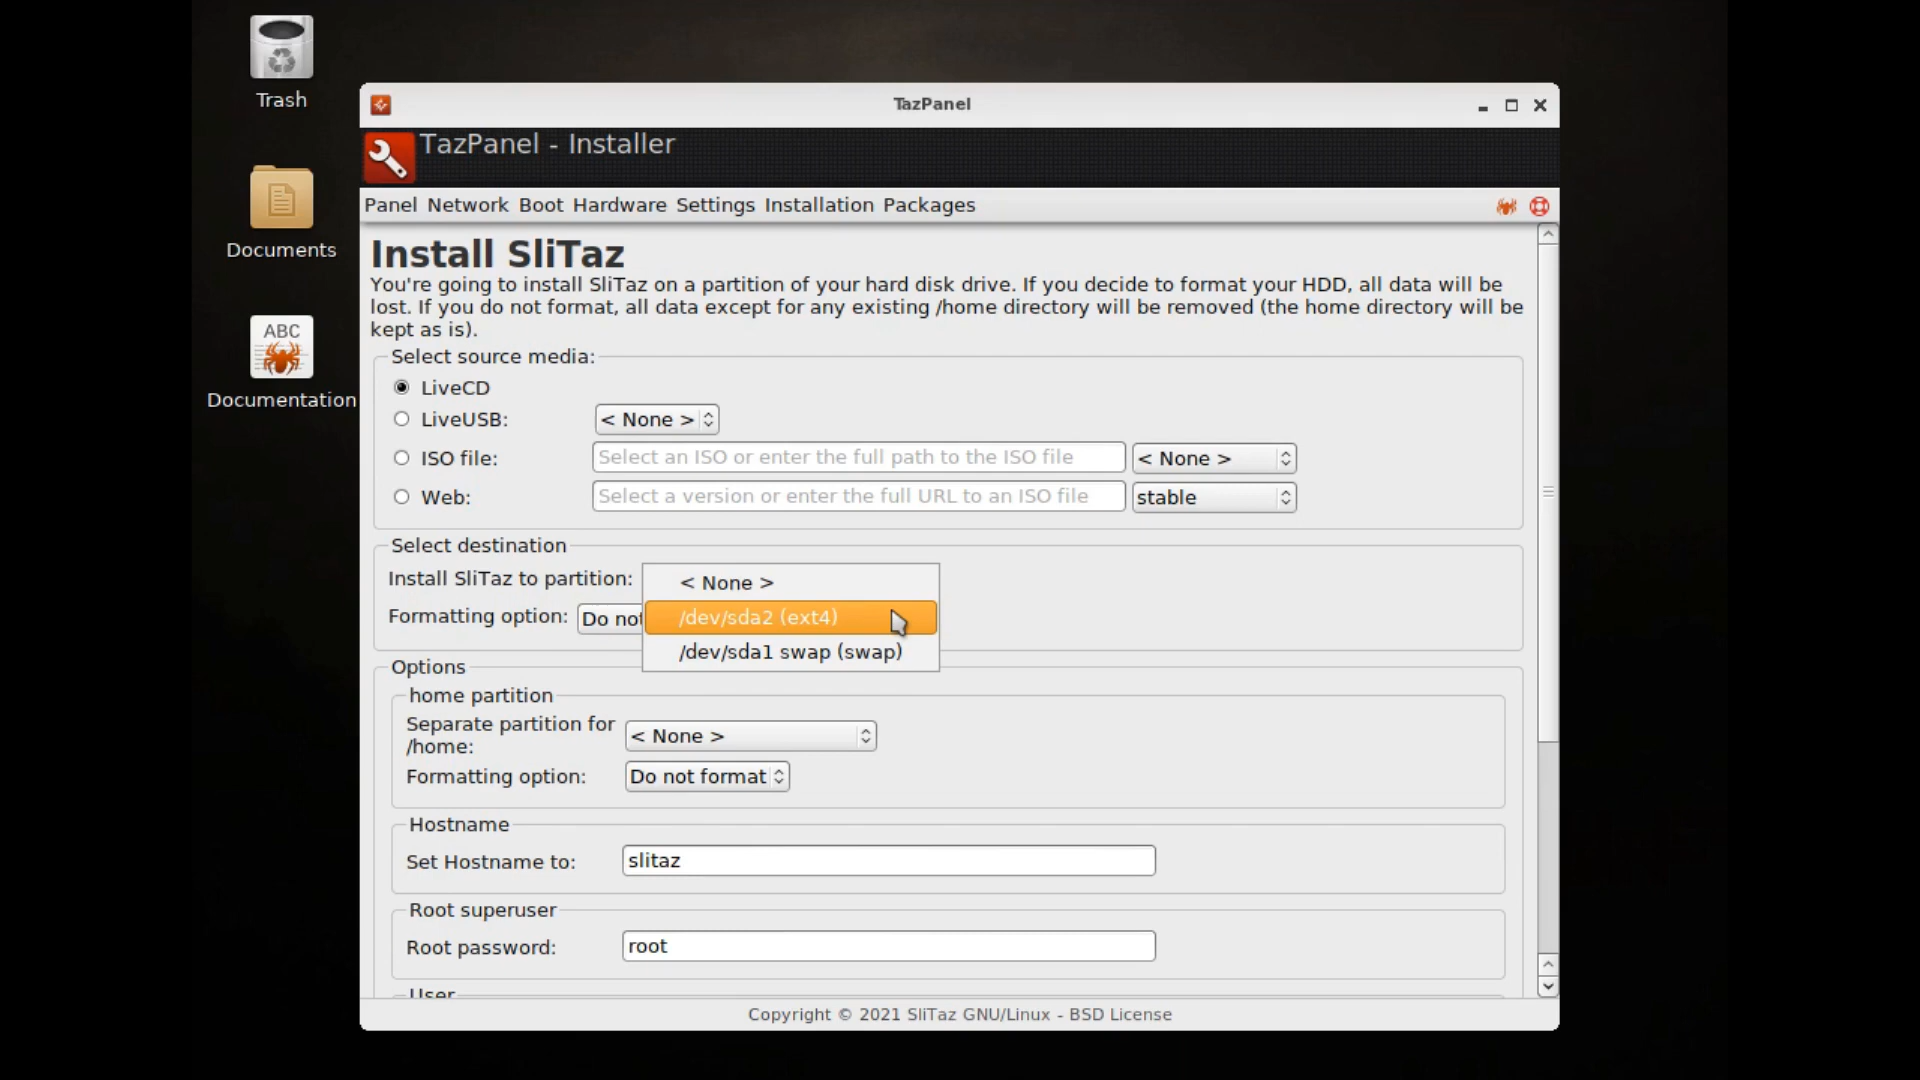 Trash
Documents
ABC
Documentation
TazPanel
TazPanel - Installer
Panel Network Boot Hardware Settings Installation Packages
Install SliTaz
You're going to install SliTaz on a partition of your hard disk drive. If you decide to format your HDD, all data will be
lost. If you do not format, all data except for any existing /home directory will be removed (the home directory will be
kept as is).
Select source media:
LiveCD
LiveUSB: < None >
ISO file: Select an ISO or enter the full path to the ISO file < None >
Web: Select a version or enter the full URL to an ISO file stable
Select destination
Install SliTaz to partition: < None >
/dev/sda2 (ext4)
/dev/sda1 swap (swap)
Formatting option: Do not
Options
home partition
Separate partition for
/home: < None >
Formatting option: Do not format
Hostname
Set Hostname to: slitaz
Root superuser
Root password: root
User
Copyright © 2021 SliTaz GNU/Linux - BSD License